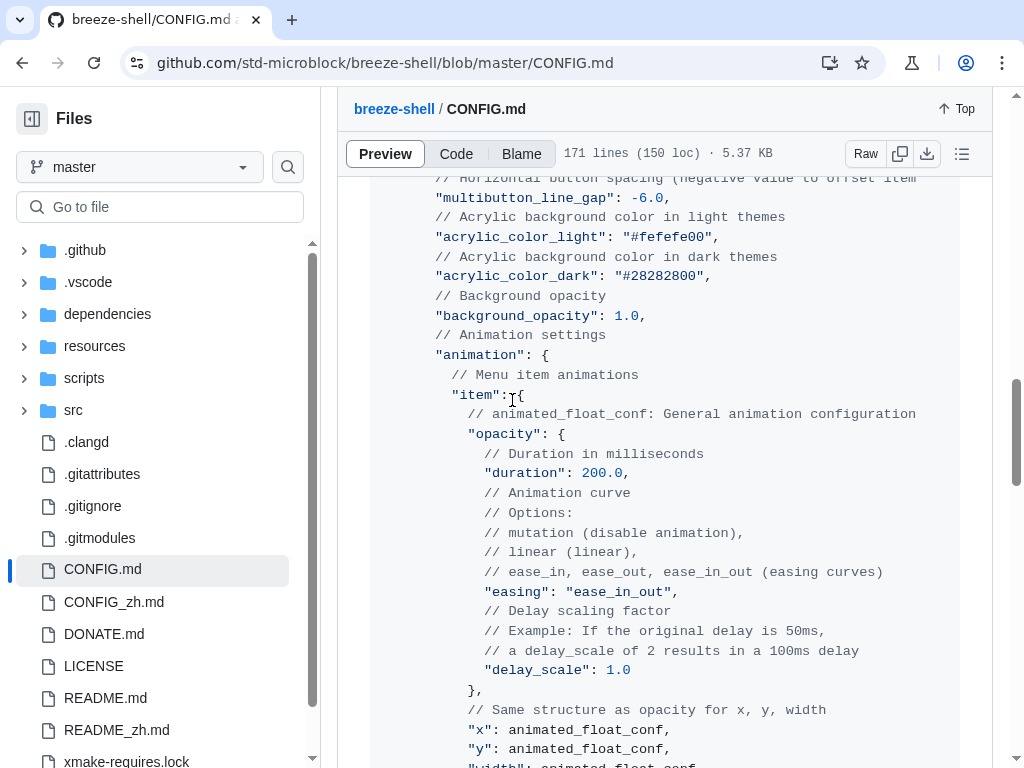 breeze-shell/CONFIG.md a
github.com/std-microblock/breeze-shell/blob/master/CONFIG.md
Files
master
Go to file
.github
.vscode
dependencies
resources
scripts
src
.clangd
.gitattributes
.gitignore
.gitmodules
CONFIG.md
CONFIG_zh.md
DONATE.md
LICENSE
README.md
README_zh.md
xmake-requires.lock
breeze-shell / CONFIG.md
Top
Preview Code Blame 171 lines (150 loc) · 5.37 KB Raw
// Horizontal button spacing (negative value to offset item
"multibutton_line_gap": -6.0,
// Acrylic background color in light themes
"acrylic_color_light": "#fefefe00",
// Acrylic background color in dark themes
"acrylic_color_dark": "#28282800",
// Background opacity
"background_opacity": 1.0,
// Animation settings
"animation": {
// Menu item animations
"item": {
// animated_float_conf: General animation configuration
"opacity": {
// Duration in milliseconds
"duration": 200.0,
// Animation curve
// Options:
// mutation (disable animation),
// linear (linear),
// ease_in, ease_out, ease_in_out (easing curves)
"easing": "ease_in_out",
// Delay scaling factor
// Example: If the original delay is 50ms,
// a delay_scale of 2 results in a 100ms delay
"delay_scale": 1.0
},
// Same structure as opacity for x, y, width
"x": animated_float_conf,
"y": animated_float_conf,
"width": animated_float_conf